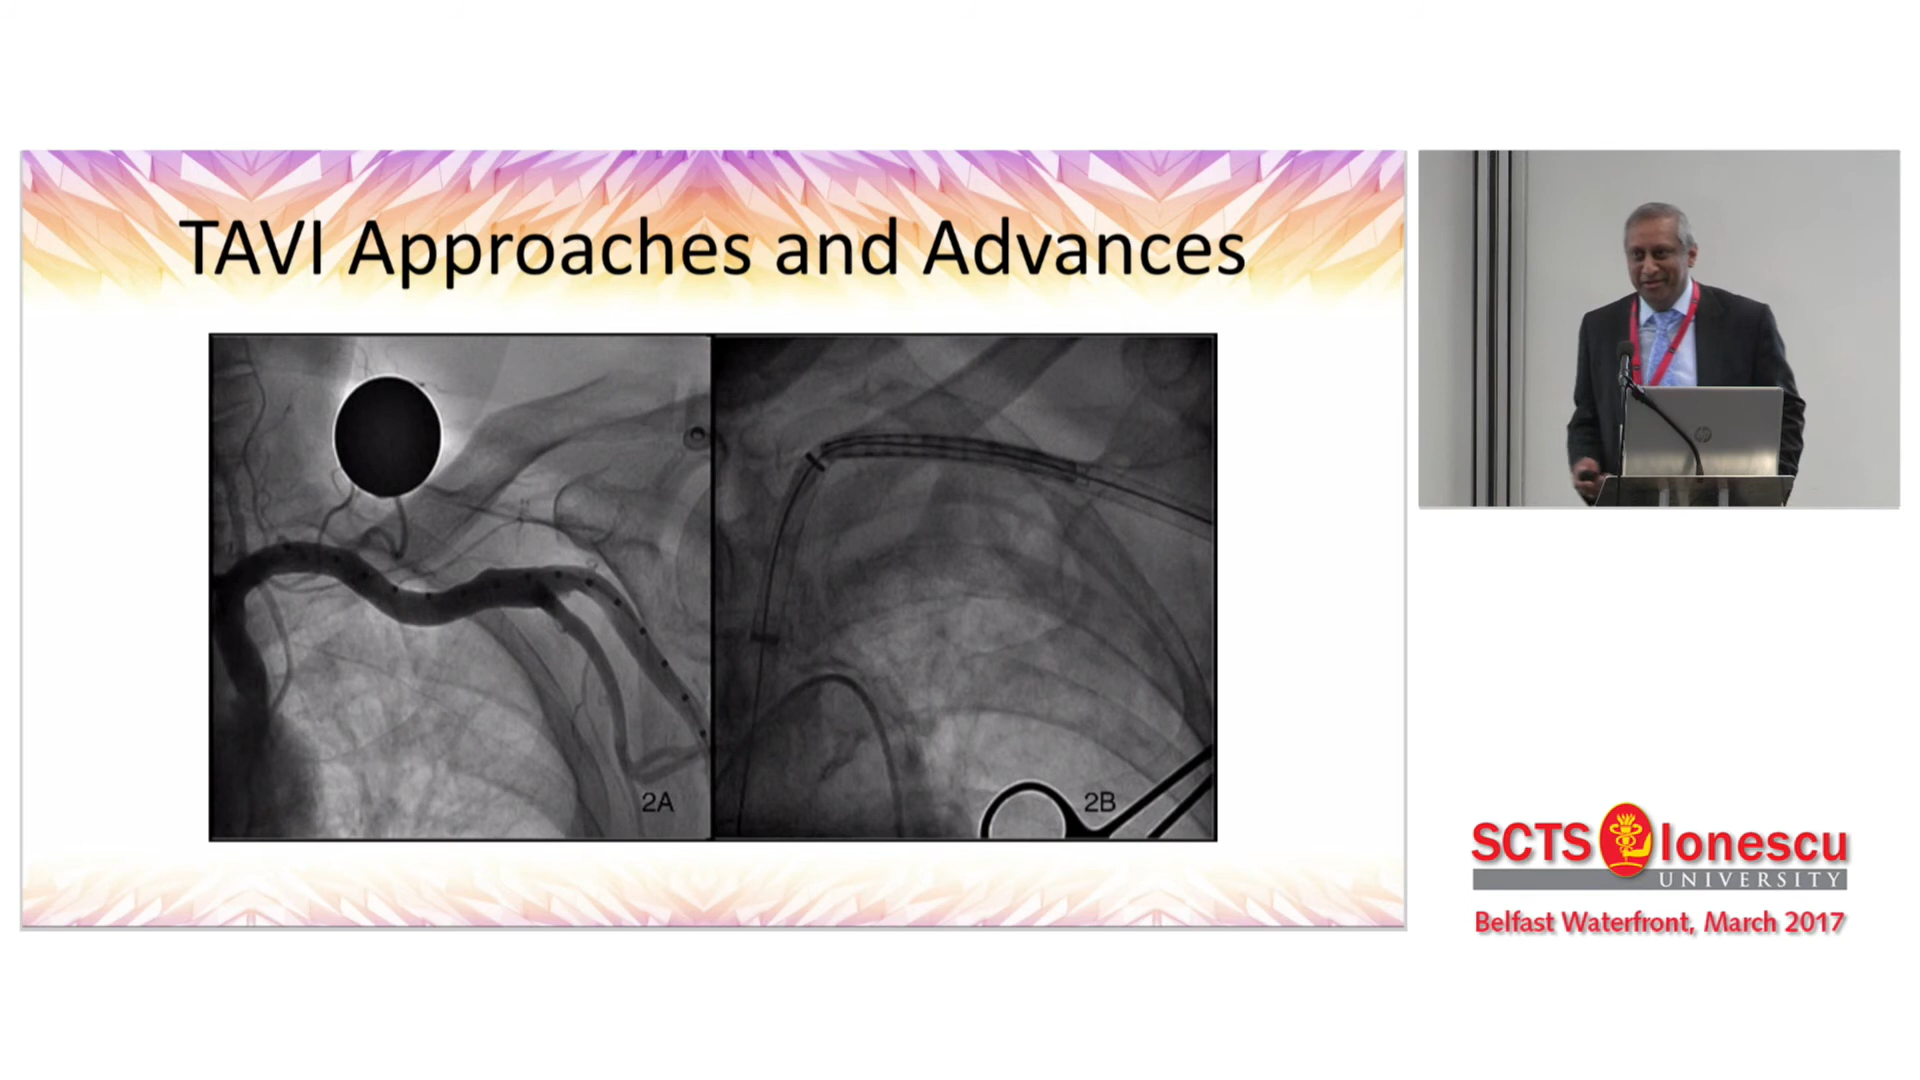 TAVI Approaches and Advances
2A
2B
SCTS Ionescu
UNIVERSITY
Belfast Waterfront, March 2017